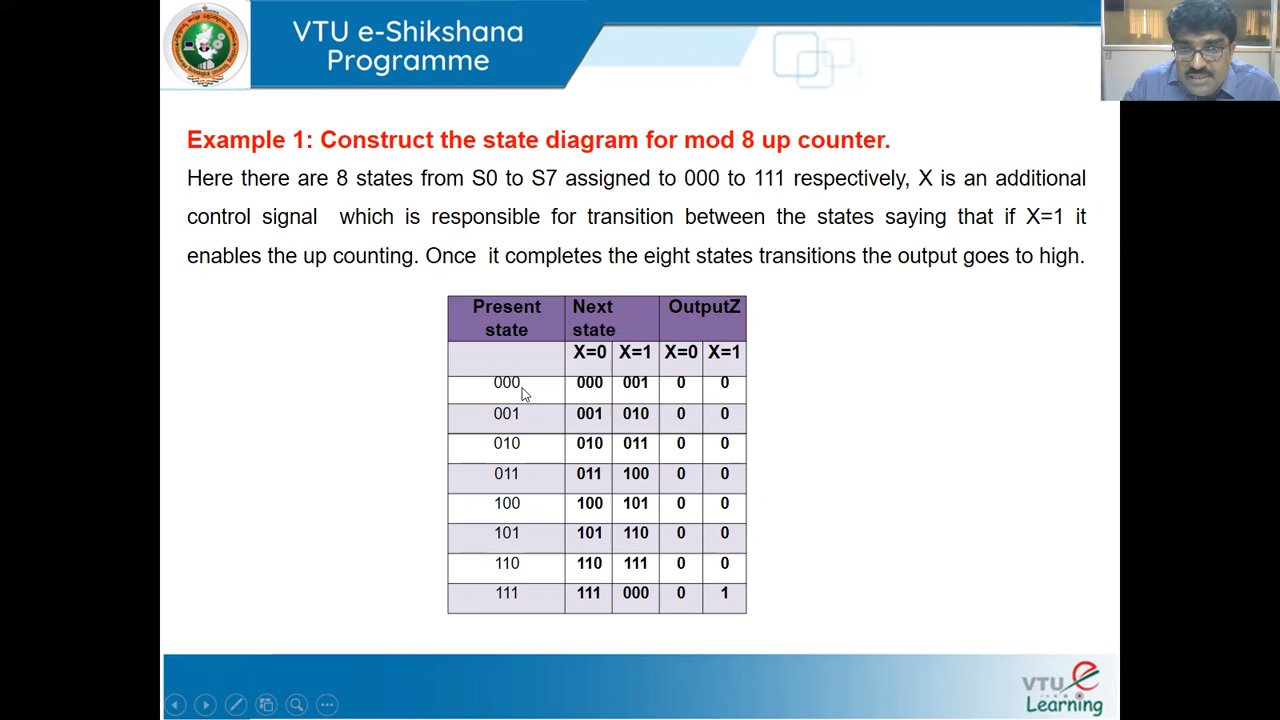 VTU e-Shikshana
Programme
Example 1: Construct the state diagram for mod 8 up counter.
Here there are 8 states from S0 to S7 assigned to 000 to 111 respectively, X is an additional
control signal which is responsible for transition between the states saying that if X=1 it
enables the up counting. Once it completes the eight states transitions the output goes to high.
Present state Next state OutputZ
X=0 X=1 X=0 X=1
000 000 001 0 0
001 001 010 0 0
010 010 011 0 0
011 011 100 0 0
100 100 101 0 0
101 101 110 0 0
110 110 111 0 0
111 111 000 0 1
VTU e
Learning